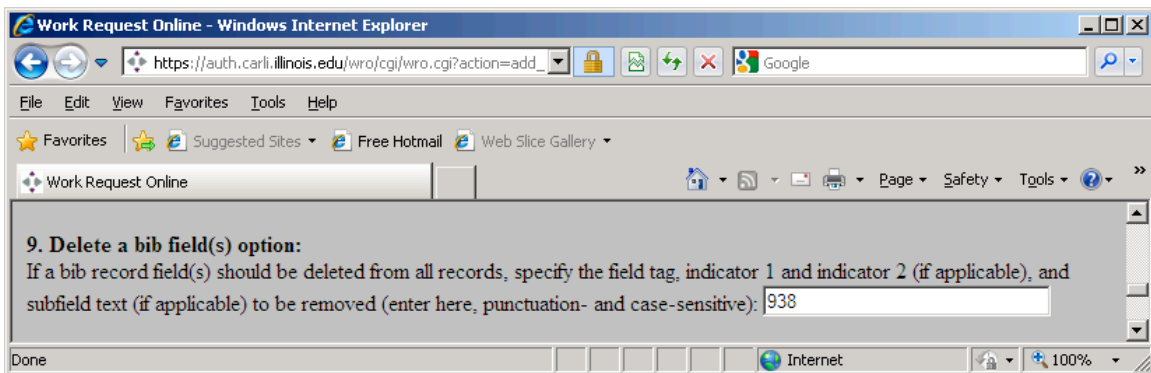 Work Request Online - Windows Internet Explorer
https://auth.carli.illinois.edu/wro/cgi/wro.cgi?action=add_ Google
File Edit View Favorites Tools Help
Favorites Suggested Sites Free Hotmail Web Slice Gallery
Work Request Online Page Safety Tools »
9. Delete a bib field(s) option:
If a bib record field(s) should be deleted from all records, specify the field tag, indicator 1 and indicator 2 (if applicable), and
subfield text (if applicable) to be removed (enter here, punctuation- and case-sensitive): 938
Done Internet 100%